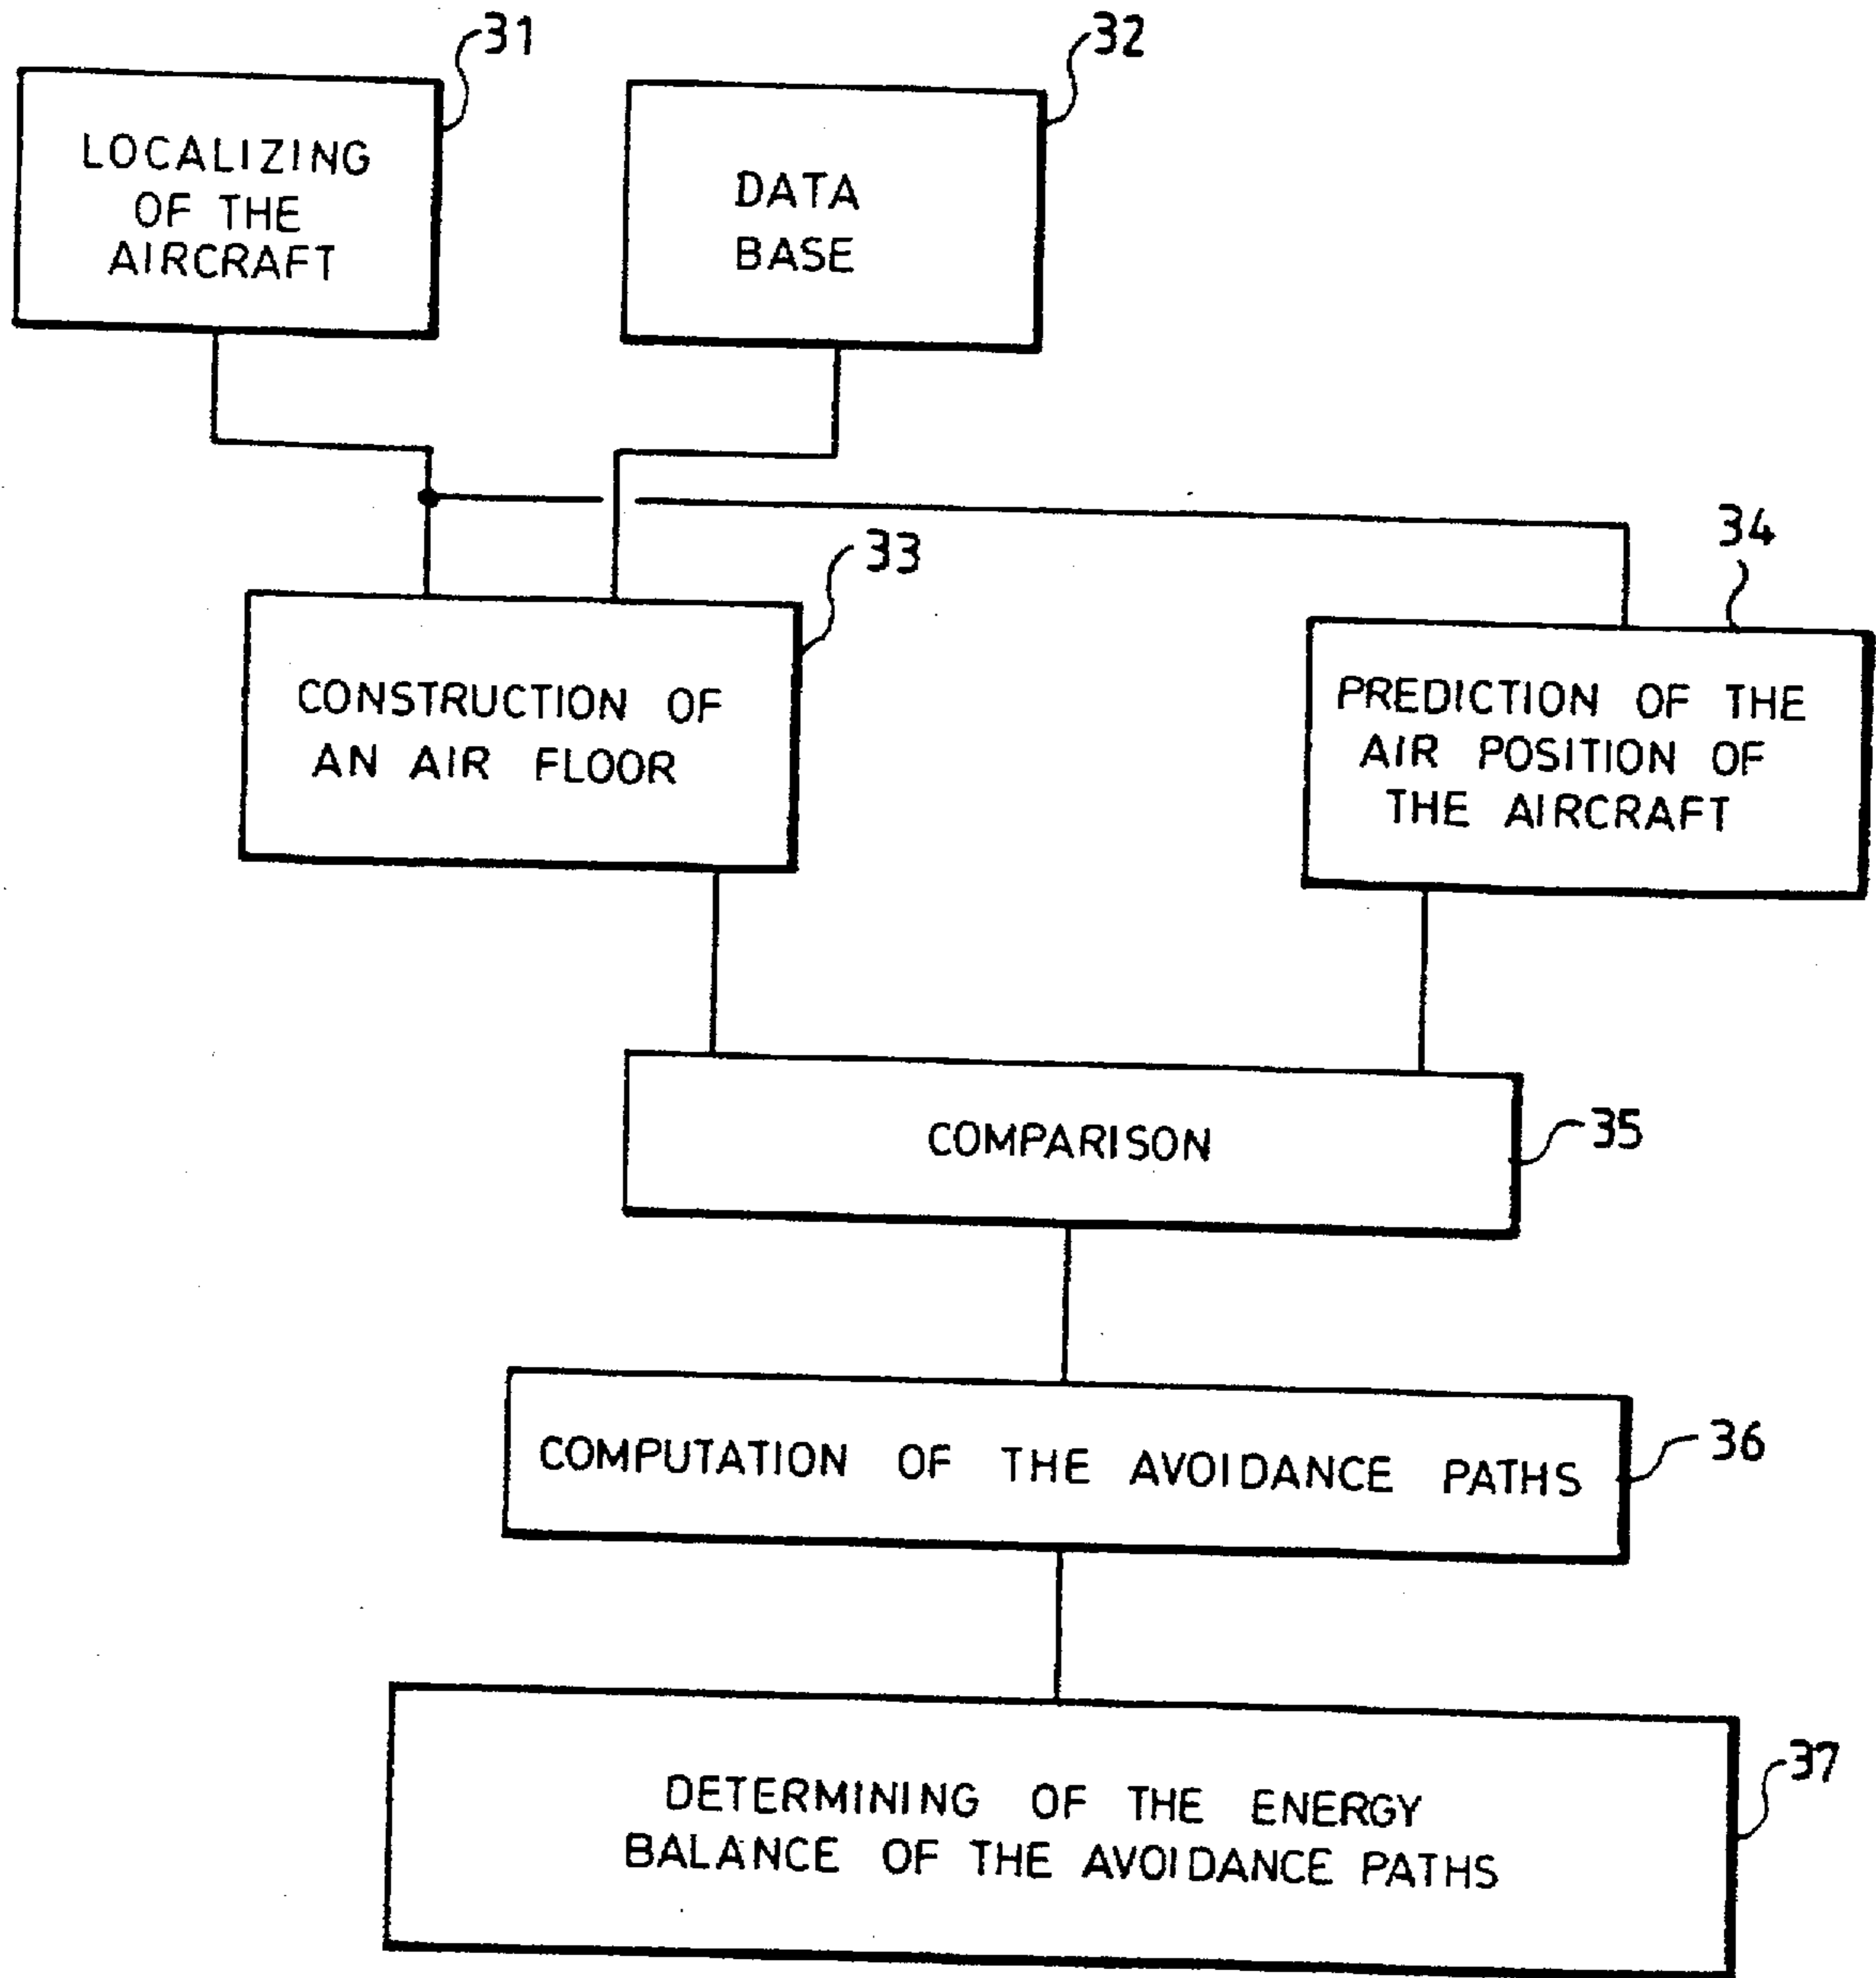 31
32
LOCALIZING
OF THE
AIRCRAFT
DATA
BASE
33
34
CONSTRUCTION OF
AN AIR FLOOR
PREDICTION OF THE
AIR POSITION OF
THE AIRCRAFT
COMPARISON
35
COMPUTATION OF THE AVOIDANCE PATHS
36
DETERMINING OF THE ENERGY
BALANCE OF THE AVOIDANCE PATHS
37